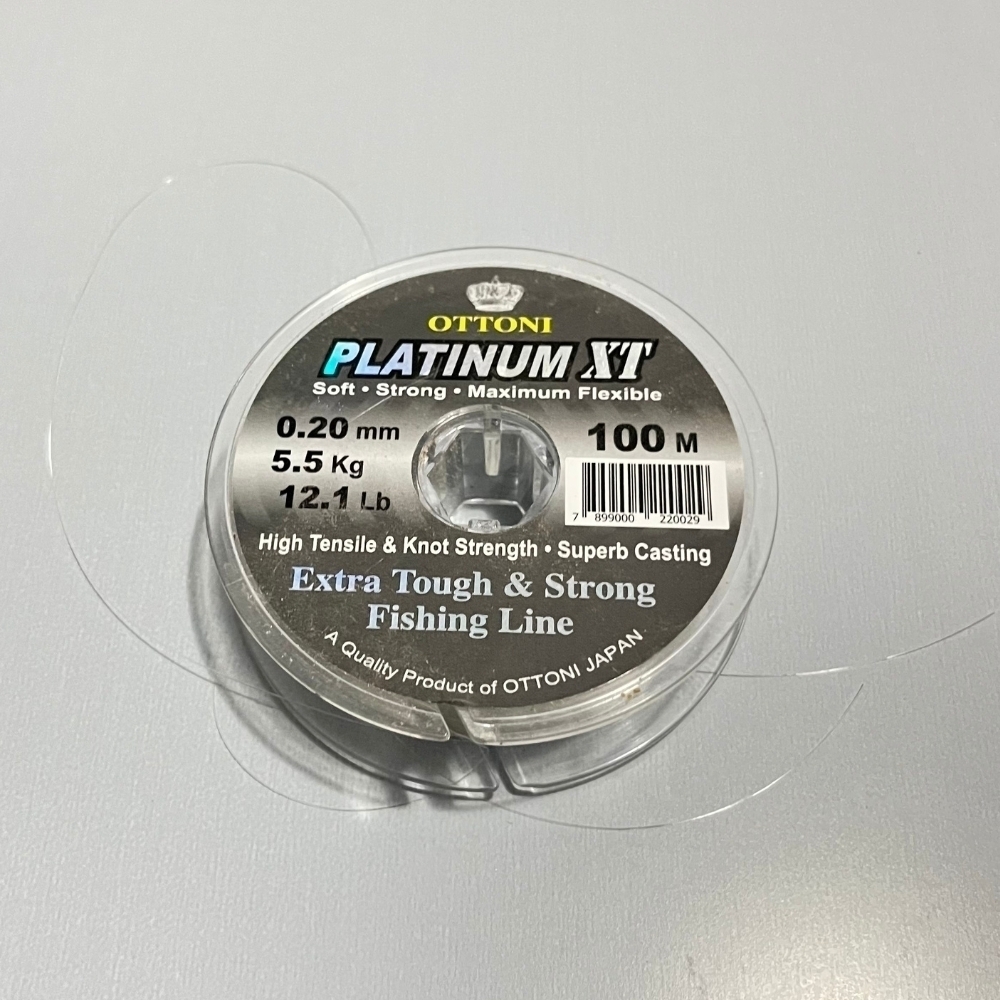 OTTONI
PLATINUM XT
Soft • Strong • Maximum Flexible
0.20 mm
5.5 Kg
12.1 Lb
100 M
7 899000 220029
High Tensile & Knot Strength • Superb Casting
Extra Tough & Strong
Fishing Line
A Quality Product of OTTONI JAPAN